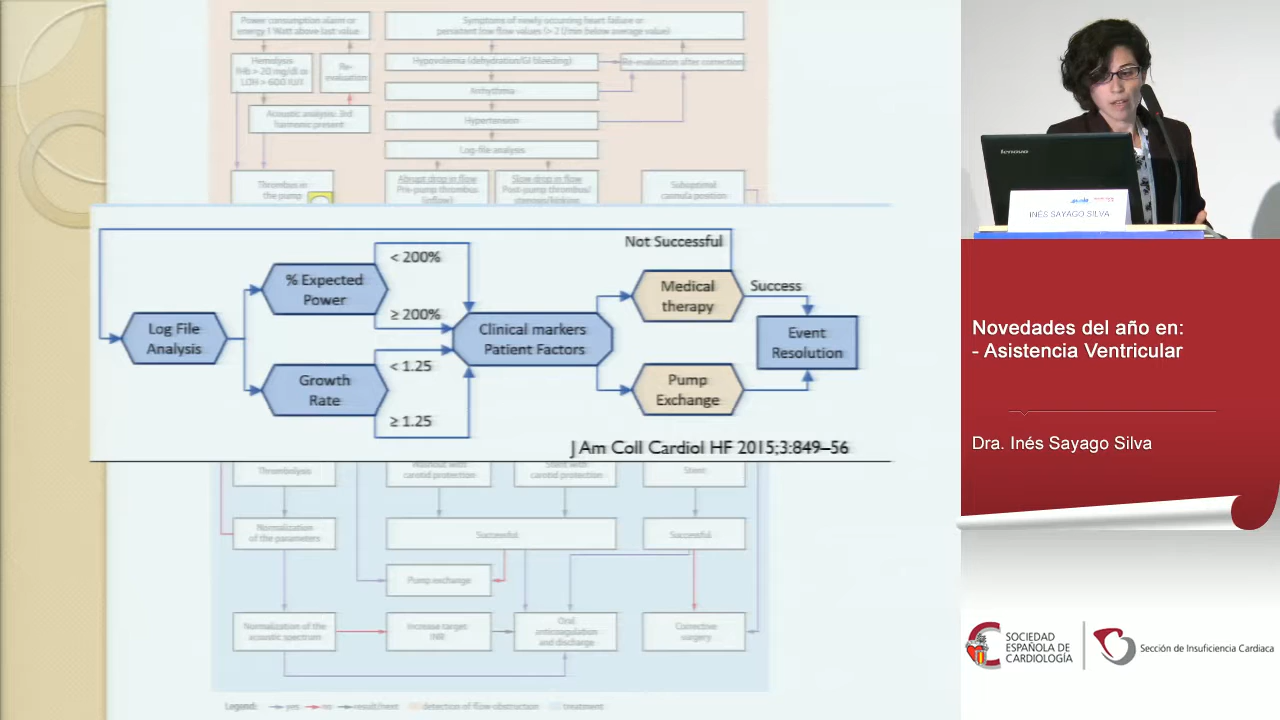 Power consumption alarm or
energy 1 Watt above last value
Symptoms of newly occurring heart failure or
persistent low flow values (> 2 l/min below average value)
Hemolysis
FHb > 20 mg/dl or
LDH > 600 IU/l
Re-
evaluation
Hypovolemia (dehydration/GI bleeding)
Re-evaluation after correction
Arrhythmia
Acoustic analysis: 3rd
harmonic present
Hypertension
Log-file analysis
Thrombus in
the pump
Abrupt drop in flow
Pre-pump thrombus
(inflow)
Slow drop in flow
Post-pump thrombus/
stenosis/kinking
Suboptimal
cannula position
Not Successful
< 200%
% Expected
Power
≥ 200%
Log File
Analysis
Clinical markers
Patient Factors
Medical
therapy
Success
Event
Resolution
< 1.25
Growth
Rate
≥ 1.25
Pump
Exchange
J Am Coll Cardiol HF 2015;3:849–56
Thrombolysis
Washout with
carotid protection
Stent with
carotid protection
Stent
Normalization
of the parameters
Successful
Successful
Pump exchange
Normalization of the
acoustic spectrum
Increase target
INR
Oral
anticoagulation
and discharge
Corrective
surgery
Legend:
yes
no
result/next
detection of flow obstruction
treatment
lenovo
INÉS SAYAGO SILVA
Novedades del año en:
- Asistencia Ventricular
Dra. Inés Sayago Silva
SOCIEDAD
ESPAÑOLA DE
CARDIOLOGÍA
Sección de Insuficiencia Cardiaca